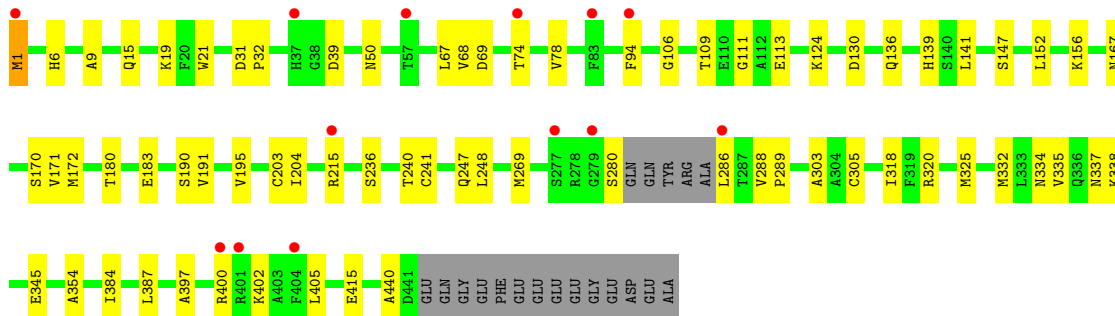 M1 H6 A9 Q15 K19 F20 W21 D31 P32 H37 G38 D39 N50 T57 L67 V68 D69 T74 V78 F83 F94 G106 T109 E110 G111 A112 E113 K124 D130 Q136 H139 S140 L141 S147 L152 K156 N167
S170 V171 M172 T180 E183 S190 V191 V195 C203 I204 R215 S236 T240 C241 Q247 L248 M269 S277 R278 G279 S280 GLN GLN TYR ARG ALA L286 T287 V288 P289 A303 A304 C305 I318 F319 R320 M325 M332 L333 N334 V335 Q336 N337 K338
E345 A354 I384 L387 A397 R400 R401 K402 A403 F404 L405 E415 A440 D441 GLU GLN GLY GLU PHE GLU GLU GLU GLU GLY GLU ASP GLU ALA